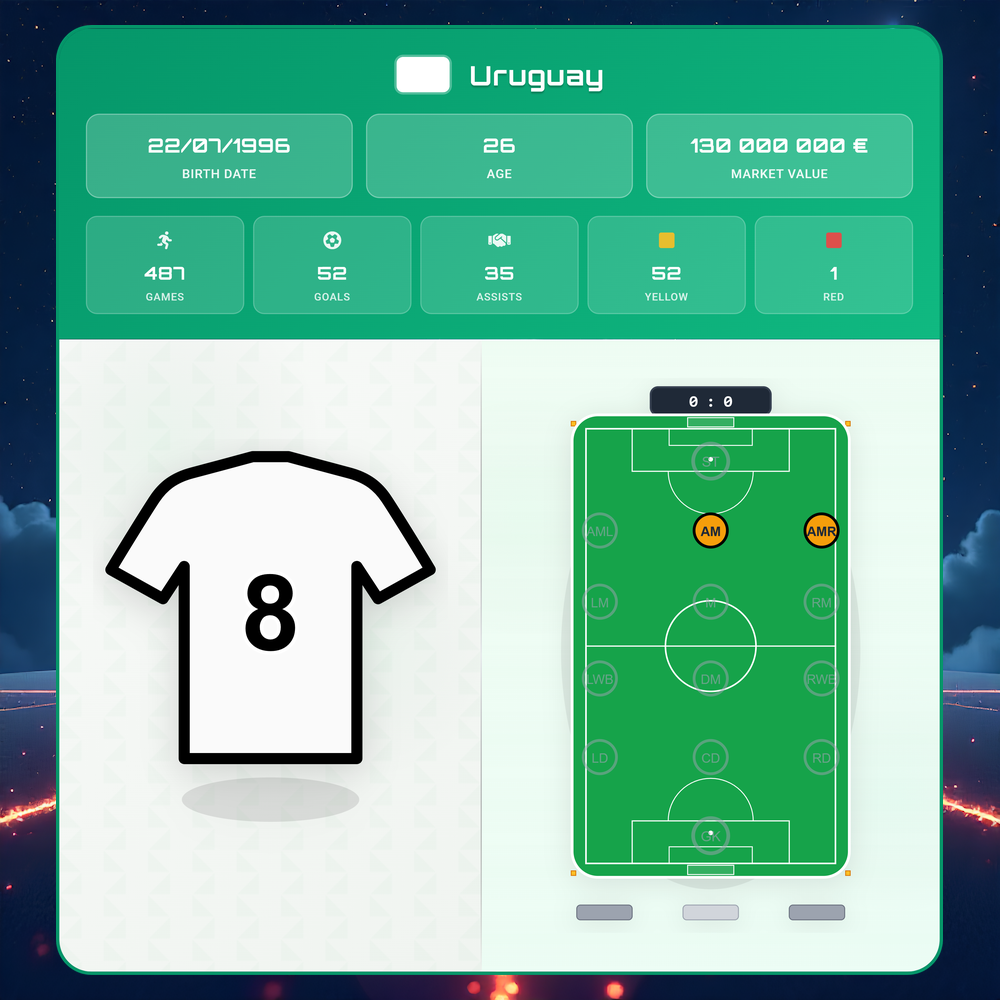 Uruguay
22/07/1996
BIRTH DATE
26
AGE
130 000 000 €
MARKET VALUE
487
GAMES
52
GOALS
35
ASSISTS
52
YELLOW
1
RED
8
0 : 0
ST
AML
AM
AMR
LM
M
RM
LWB
DM
RWB
LD
CD
RD
GK